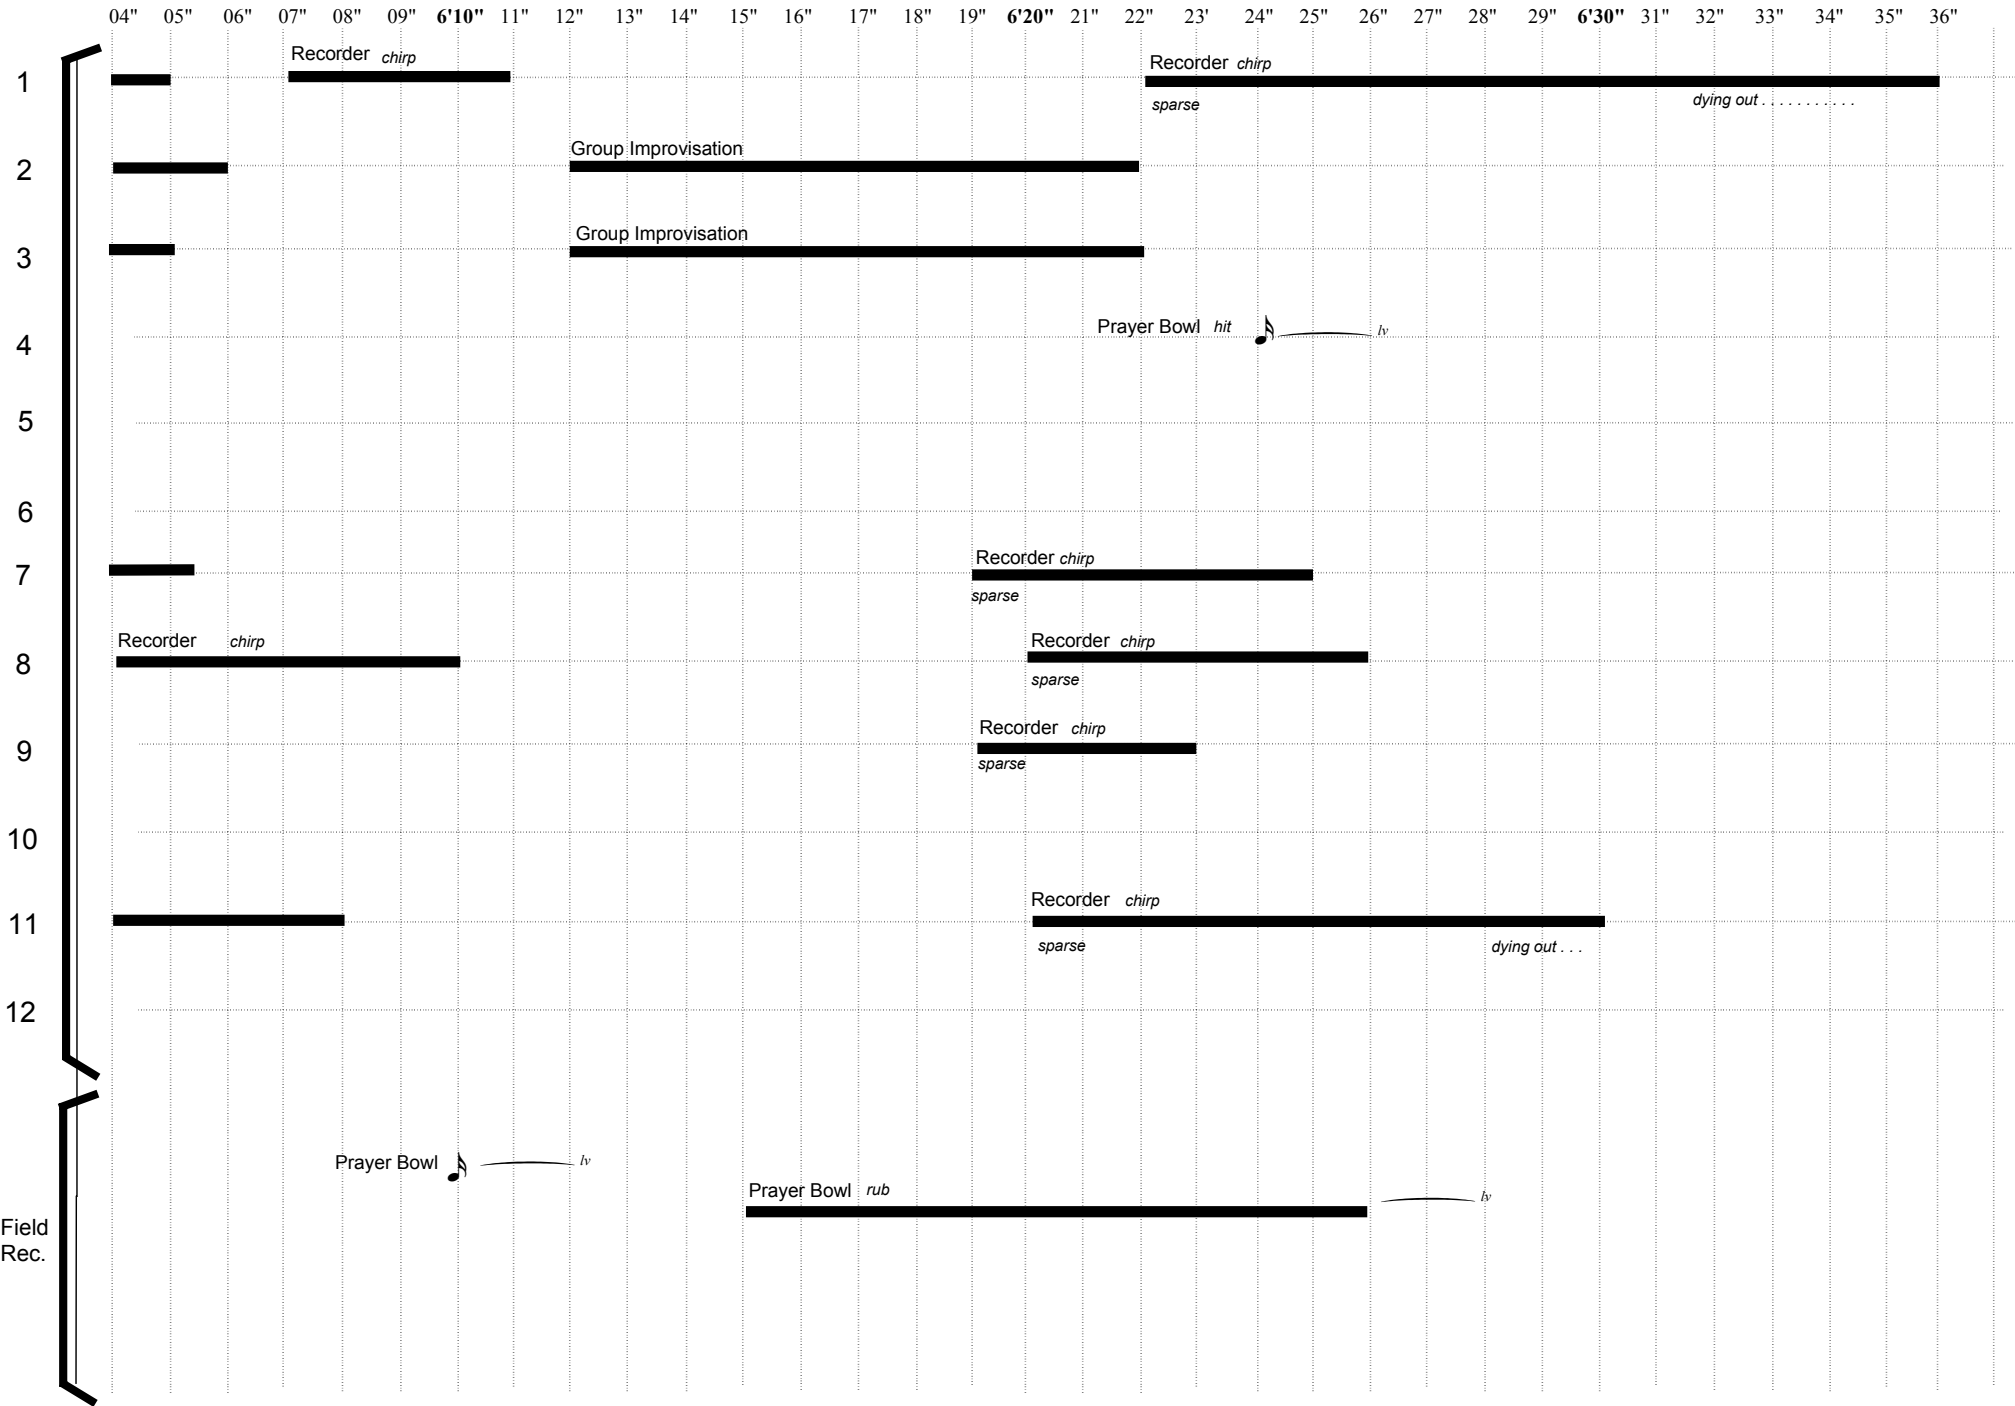 04" 05" 06" 07" 08" 09" 6'10" 11" 12" 13" 14" 15" 16" 17" 18" 19" 6'20" 21" 22" 23' 24" 25" 26" 27" 28" 29" 6'30" 31" 32" 33" 34" 35" 36"
Recorder chirp
Recorder chirp
1
sparse
dying out . . . . . . . . . . .
Group Improvisation
2
Group Improvisation
3
Prayer Bowl hit
lv
4
5
6
Recorder chirp
7
sparse
Recorder chirp
Recorder chirp
8
sparse
Recorder chirp
9
sparse
10
Recorder chirp
11
sparse
dying out . . .
12
Prayer Bowl
lv
Prayer Bowl rub
lv
Field
Rec.